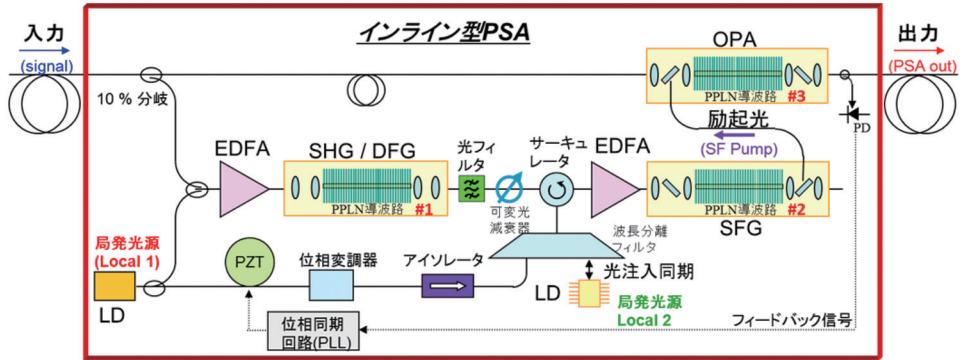 インライン型PSA
入力
(signal)
出力
(PSA out)
10 % 分岐
OPA
PPLN導波路
#3
PD
励起光
(SF Pump)
EDFA
SHG / DFG
PPLN導波路
#1
光フィ
ルタ
可変光
減衰器
サーキュ
レータ
EDFA
PPLN導波路
#2
SFG
波長分離
フィルタ
局発光源
(Local 1)
LD
PZT
位相変調器
アイソレータ
LD
光注入同期
局発光源
Local 2
位相同期
回路(PLL)
フィードバック信号